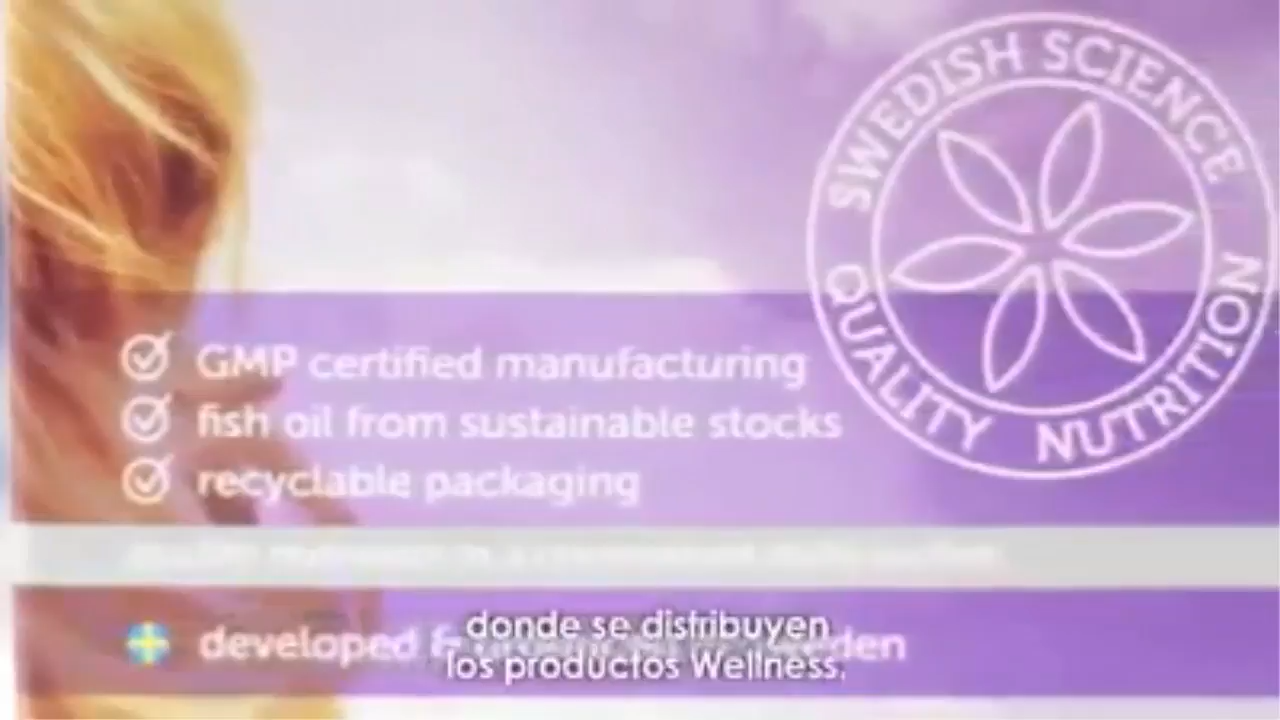 SWEDISH SCIENCE
QUALITY NUTRITION
GMP certified manufacturing
fish oil from sustainable stocks
recyclable packaging
developed &
donde se distribuyen
los productos Wellness.